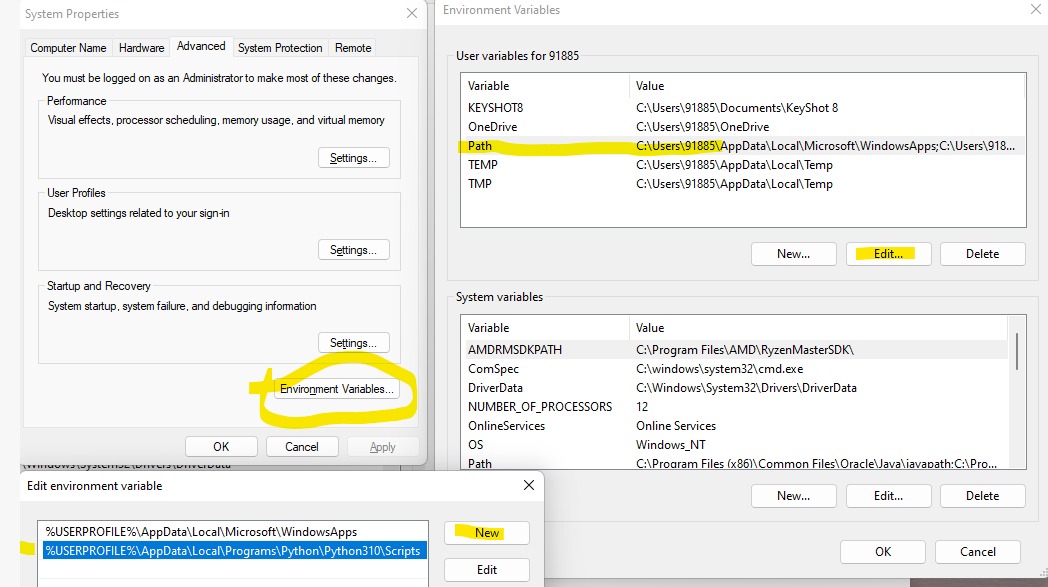 System Properties
Computer Name Hardware Advanced System Protection Remote
You must be logged on as an Administrator to make most of these changes.
Performance
Visual effects, processor scheduling, memory usage, and virtual memory
Settings...
User Profiles
Desktop settings related to your sign-in
Settings...
Startup and Recovery
System startup, system failure, and debugging information
Settings...
Environment Variables...
OK Cancel Apply
\Windows\System32\Drivers\DriverData
Environment Variables
User variables for 91885
Variable Value
KEYSHOT8 C:\Users\91885\Documents\KeyShot 8
OneDrive C:\Users\91885\OneDrive
Path C:\Users\91885\AppData\Local\Microsoft\WindowsApps;C:\Users\918...
TEMP C:\Users\91885\AppData\Local\Temp
TMP C:\Users\91885\AppData\Local\Temp
New... Edit... Delete
System variables
Variable Value
AMDRMSDKPATH C:\Program Files\AMD\RyzenMasterSDK\
ComSpec C:\windows\system32\cmd.exe
DriverData C:\Windows\System32\Drivers\DriverData
NUMBER_OF_PROCESSORS 12
OnlineServices Online Services
OS Windows_NT
Path C:\Program Files (x86)\Common Files\Oracle\Java\javapath;C:\Pro...
New... Edit... Delete
OK Cancel
Edit environment variable
%USERPROFILE%\AppData\Local\Microsoft\WindowsApps
%USERPROFILE%\AppData\Local\Programs\Python\Python310\Scripts
New
Edit